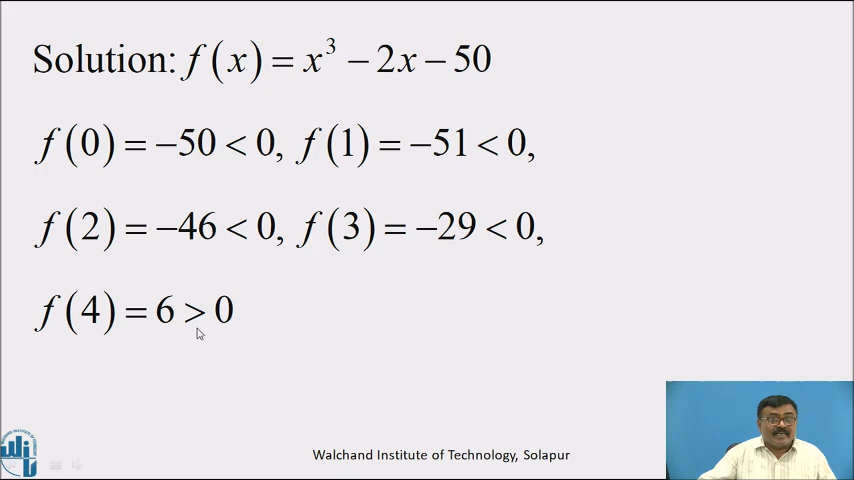 Solution: f(x) = x³ − 2x − 50
f(0) = −50 < 0, f(1) = −51 < 0,
f(2) = −46 < 0, f(3) = −29 < 0,
f(4) = 6 > 0
Walchand Institute of Technology, Solapur